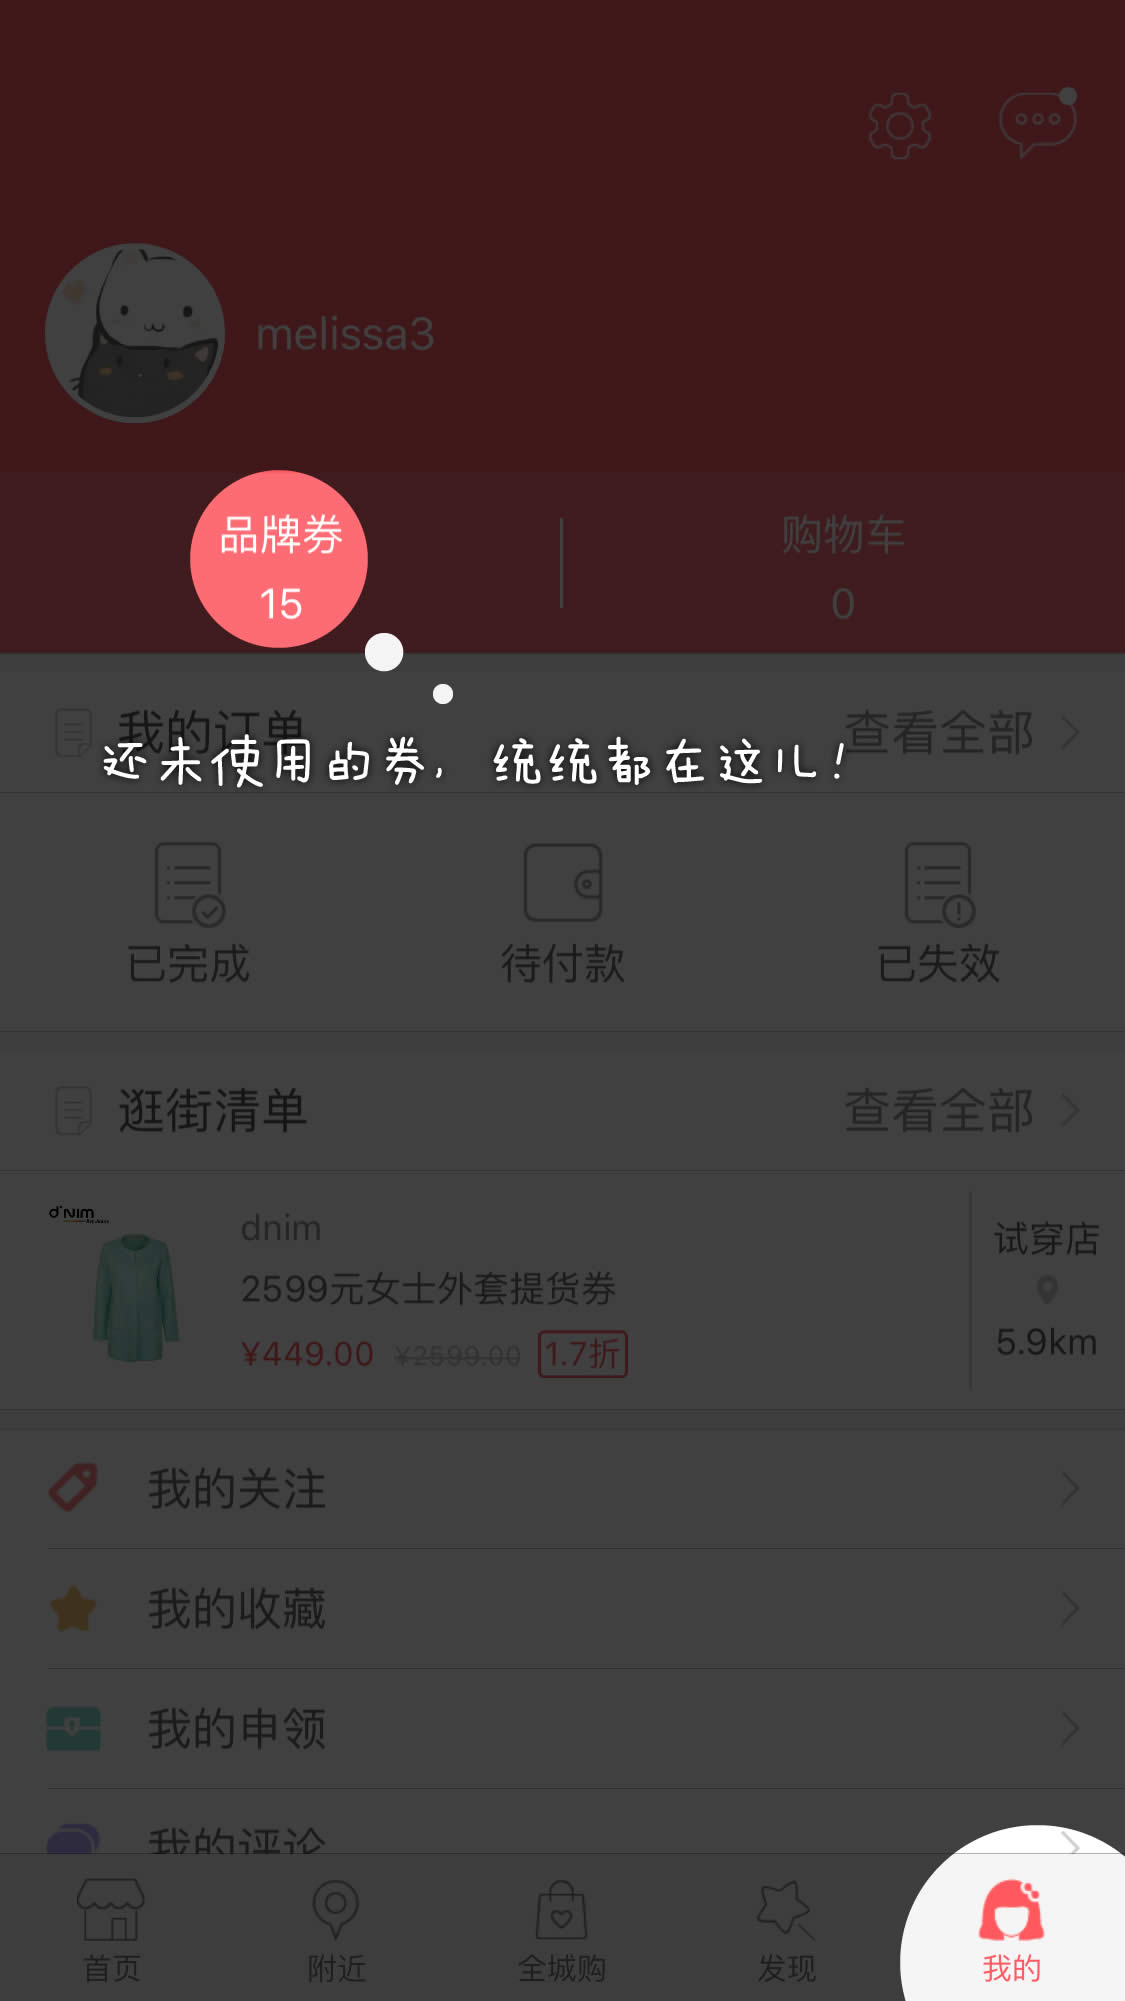 melissa3
品牌券
购物车
15
0
我的订单
查看全部
还未使用的券，统统都在这儿！
已完成
待付款
已失效
逛街清单
查看全部
d'NIM
dnim
试穿店
2599元女士外套提货券
¥449.00 ¥2599.00 1.7折
5.9km
我的关注
我的收藏
我的申领
我的评论
首页
附近
全城购
发现
我的